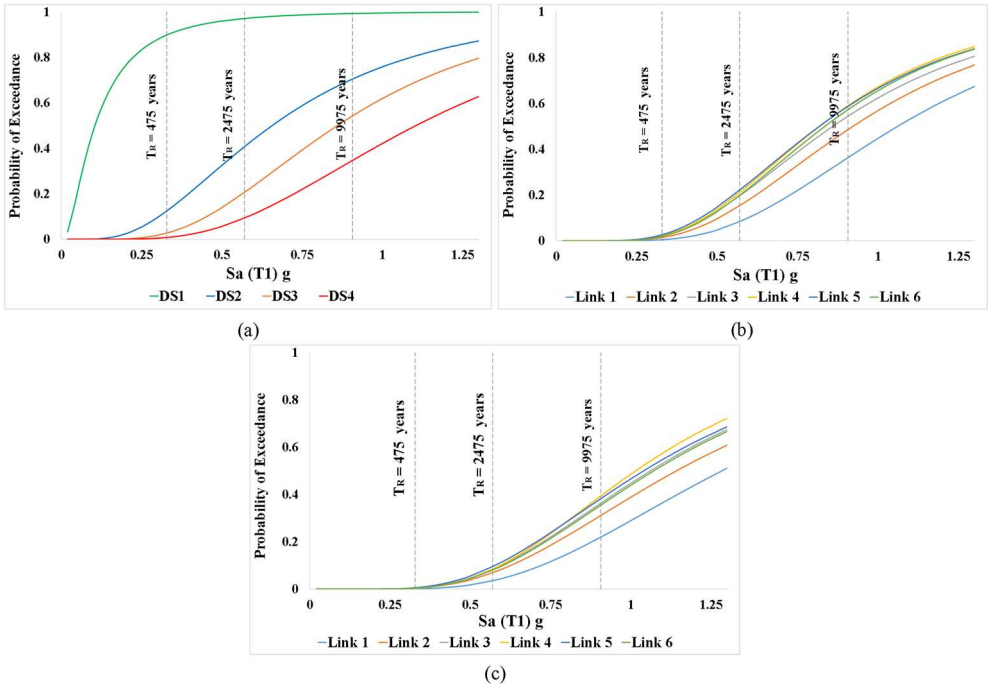 1
0.8
0.6
0.4
0.2
0
Probability of Exceedance
TR = 475 years
TR = 2475 years
TR = 9975 years
0 0.25 0.5 0.75 1 1.25
Sa (T1) g
DS1 DS2 DS3 DS4
(a)
1
0.8
0.6
0.4
0.2
0
Probability of Exceedance
TR = 475 years
TR = 2475 years
TR = 9975 years
0 0.25 0.5 0.75 1 1.25
Sa (T1) g
Link 1 Link 2 Link 3 Link 4 Link 5 Link 6
(b)
1
0.8
0.6
0.4
0.2
0
Probability of Exceedance
TR = 475 years
TR = 2475 years
TR = 9975 years
0 0.25 0.5 0.75 1 1.25
Sa (T1) g
Link 1 Link 2 Link 3 Link 4 Link 5 Link 6
(c)